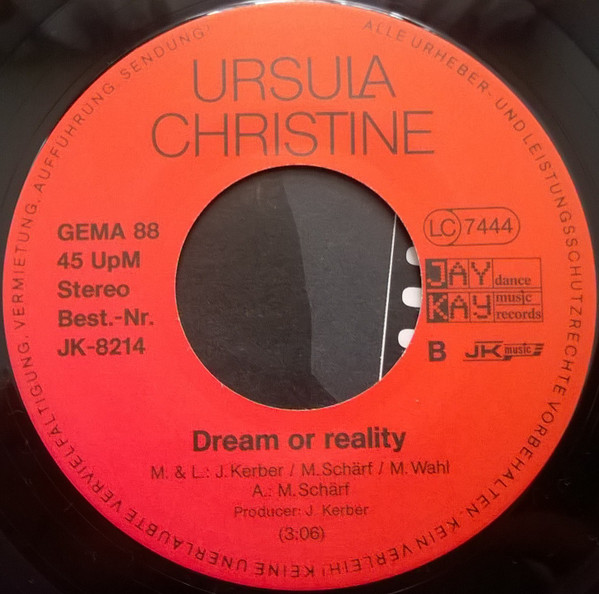 ALLE URHEBER- UND LEISTUNGSSCHUTZRECHTE VORBEHALTEN. KEIN VERLEIH! KEINE UNERLAUBTE VERVIELFÄLTIGUNG, VERMIETUNG, AUFFÜHRUNG, SENDUNG!
URSULA
CHRISTINE
GEMA 88
45 UpM
Stereo
Best.-Nr.
JK-8214
LC 7444
JAY dance
KAY music
records
B JK music
Dream or reality
M. & L.: J. Kerber / M. Schärf / M. Wahl
A.: M. Schärf
Producer: J. Kerber
(3:06)